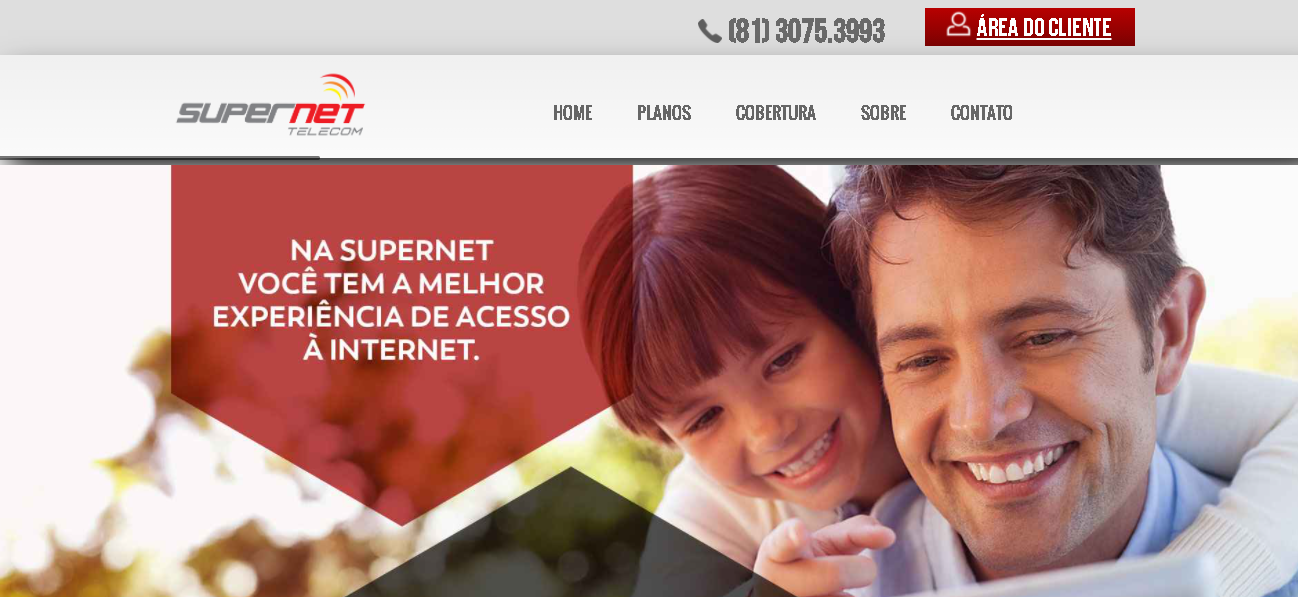 (81) 3075.3993
ÁREA DO CLIENTE
SUPERNET
TELECOM
HOME PLANOS COBERTURA SOBRE CONTATO
NA SUPERNET
VOCÊ TEM A MELHOR
EXPERIÊNCIA DE ACESSO
À INTERNET.